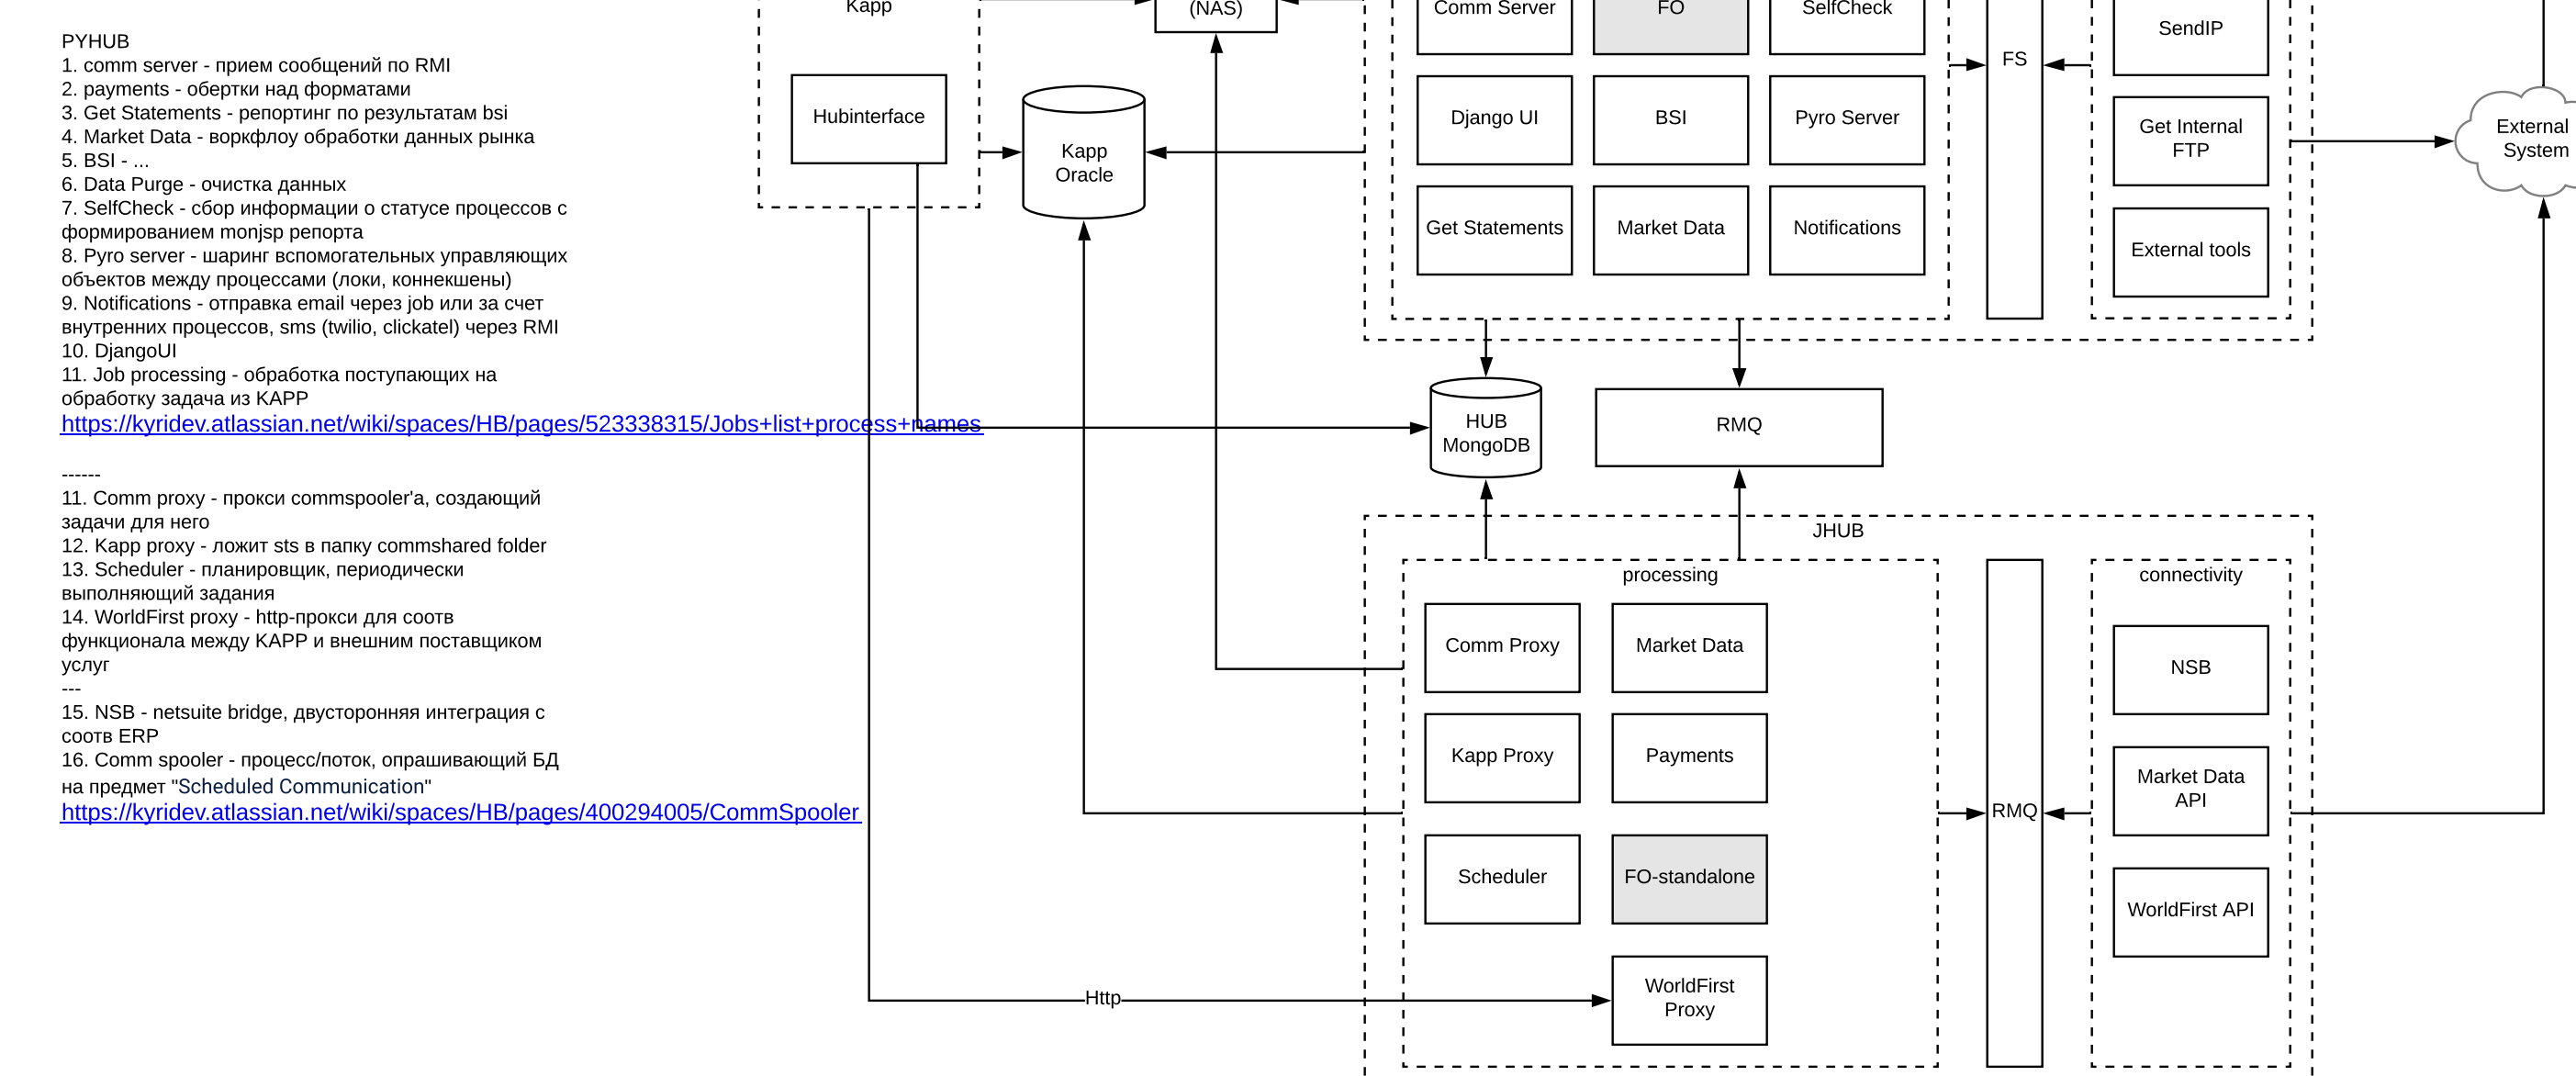 PYHUB
1. comm server - прием сообщений по RMI
2. payments - обертки над форматами
3. Get Statements - репортинг по результатам bsi
4. Market Data - воркфлоу обработки данных рынка
5. BSI - ...
6. Data Purge - очистка данных
7. SelfCheck - сбор информации о статусе процессов с
формированием monjsp репорта
8. Pyro server - шаринг вспомогательных управляющих
объектов между процессами (локи, коннекшены)
9. Notifications - отправка email через job или за счет
внутренних процессов, sms (twilio, clickatel) через RMI
10. DjangoUI
11. Job processing - обработка поступающих на
обработку задача из KAPP
https://kyridev.atlassian.net/wiki/spaces/HB/pages/523338315/Jobs+list+process+names
------
11. Comm proxy - прокси commspooler'а, создающий
задачи для него
12. Kapp proxy - ложит sts в папку commshared folder
13. Scheduler - планировщик, периодически
выполняющий задания
14. WorldFirst proxy - http-прокси для соотв
функционала между KAPP и внешним поставщиком
услуг
---
15. NSB - netsuite bridge, двусторонняя интеграция с
соотв ERP
16. Comm spooler - процесс/поток, опрашивающий БД
на предмет "Scheduled Communication"
https://kyridev.atlassian.net/wiki/spaces/HB/pages/400294005/CommSpooler
Kapp
Hubinterface
(NAS)
Kapp
Oracle
Comm Server
FO
SelfCheck
Django UI
BSI
Pyro Server
Get Statements
Market Data
Notifications
FS
SendIP
Get Internal
FTP
External tools
External
System
HUB
MongoDB
RMQ
JHUB
processing
Comm Proxy
Market Data
Kapp Proxy
Payments
Scheduler
FO-standalone
WorldFirst
Proxy
Http
RMQ
connectivity
NSB
Market Data
API
WorldFirst API